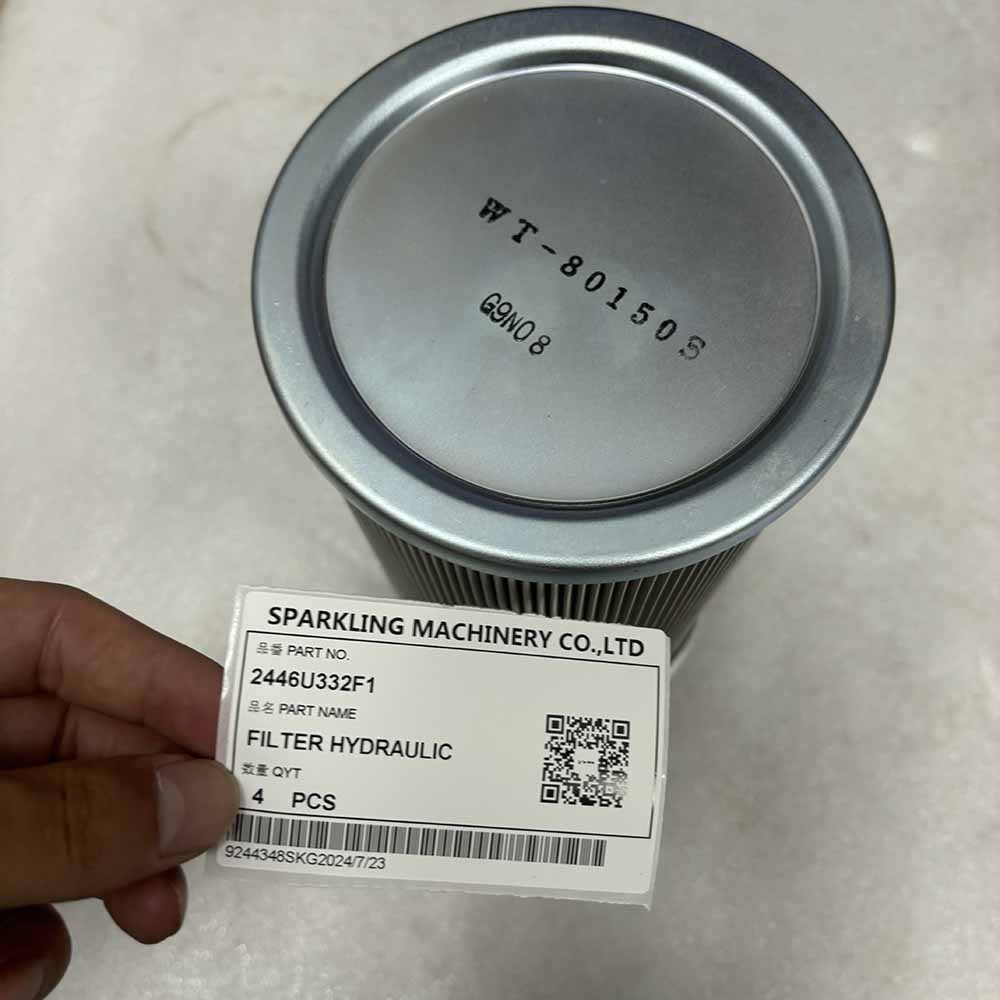 WT-80150S
G9N08
SPARKLING MACHINERY CO.,LTD
品番 PART NO.
2446U332F1
品名 PART NAME
FILTER HYDRAULIC
数量 QYT
4 PCS
9244348SKG2024/7/23